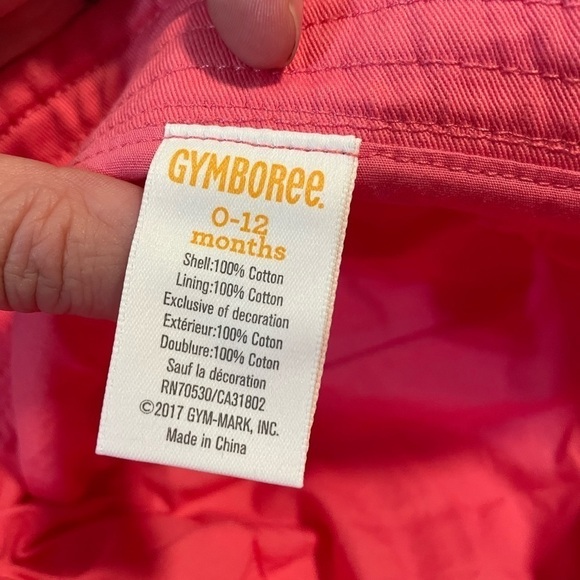 GYMBOREE.
0-12
months
Shell:100% Cotton
Lining:100% Cotton
Exclusive of decoration
Extérieur:100% Coton
Doublure:100% Coton
Sauf la décoration
RN70530/CA31802
©2017 GYM-MARK, INC.
Made in China